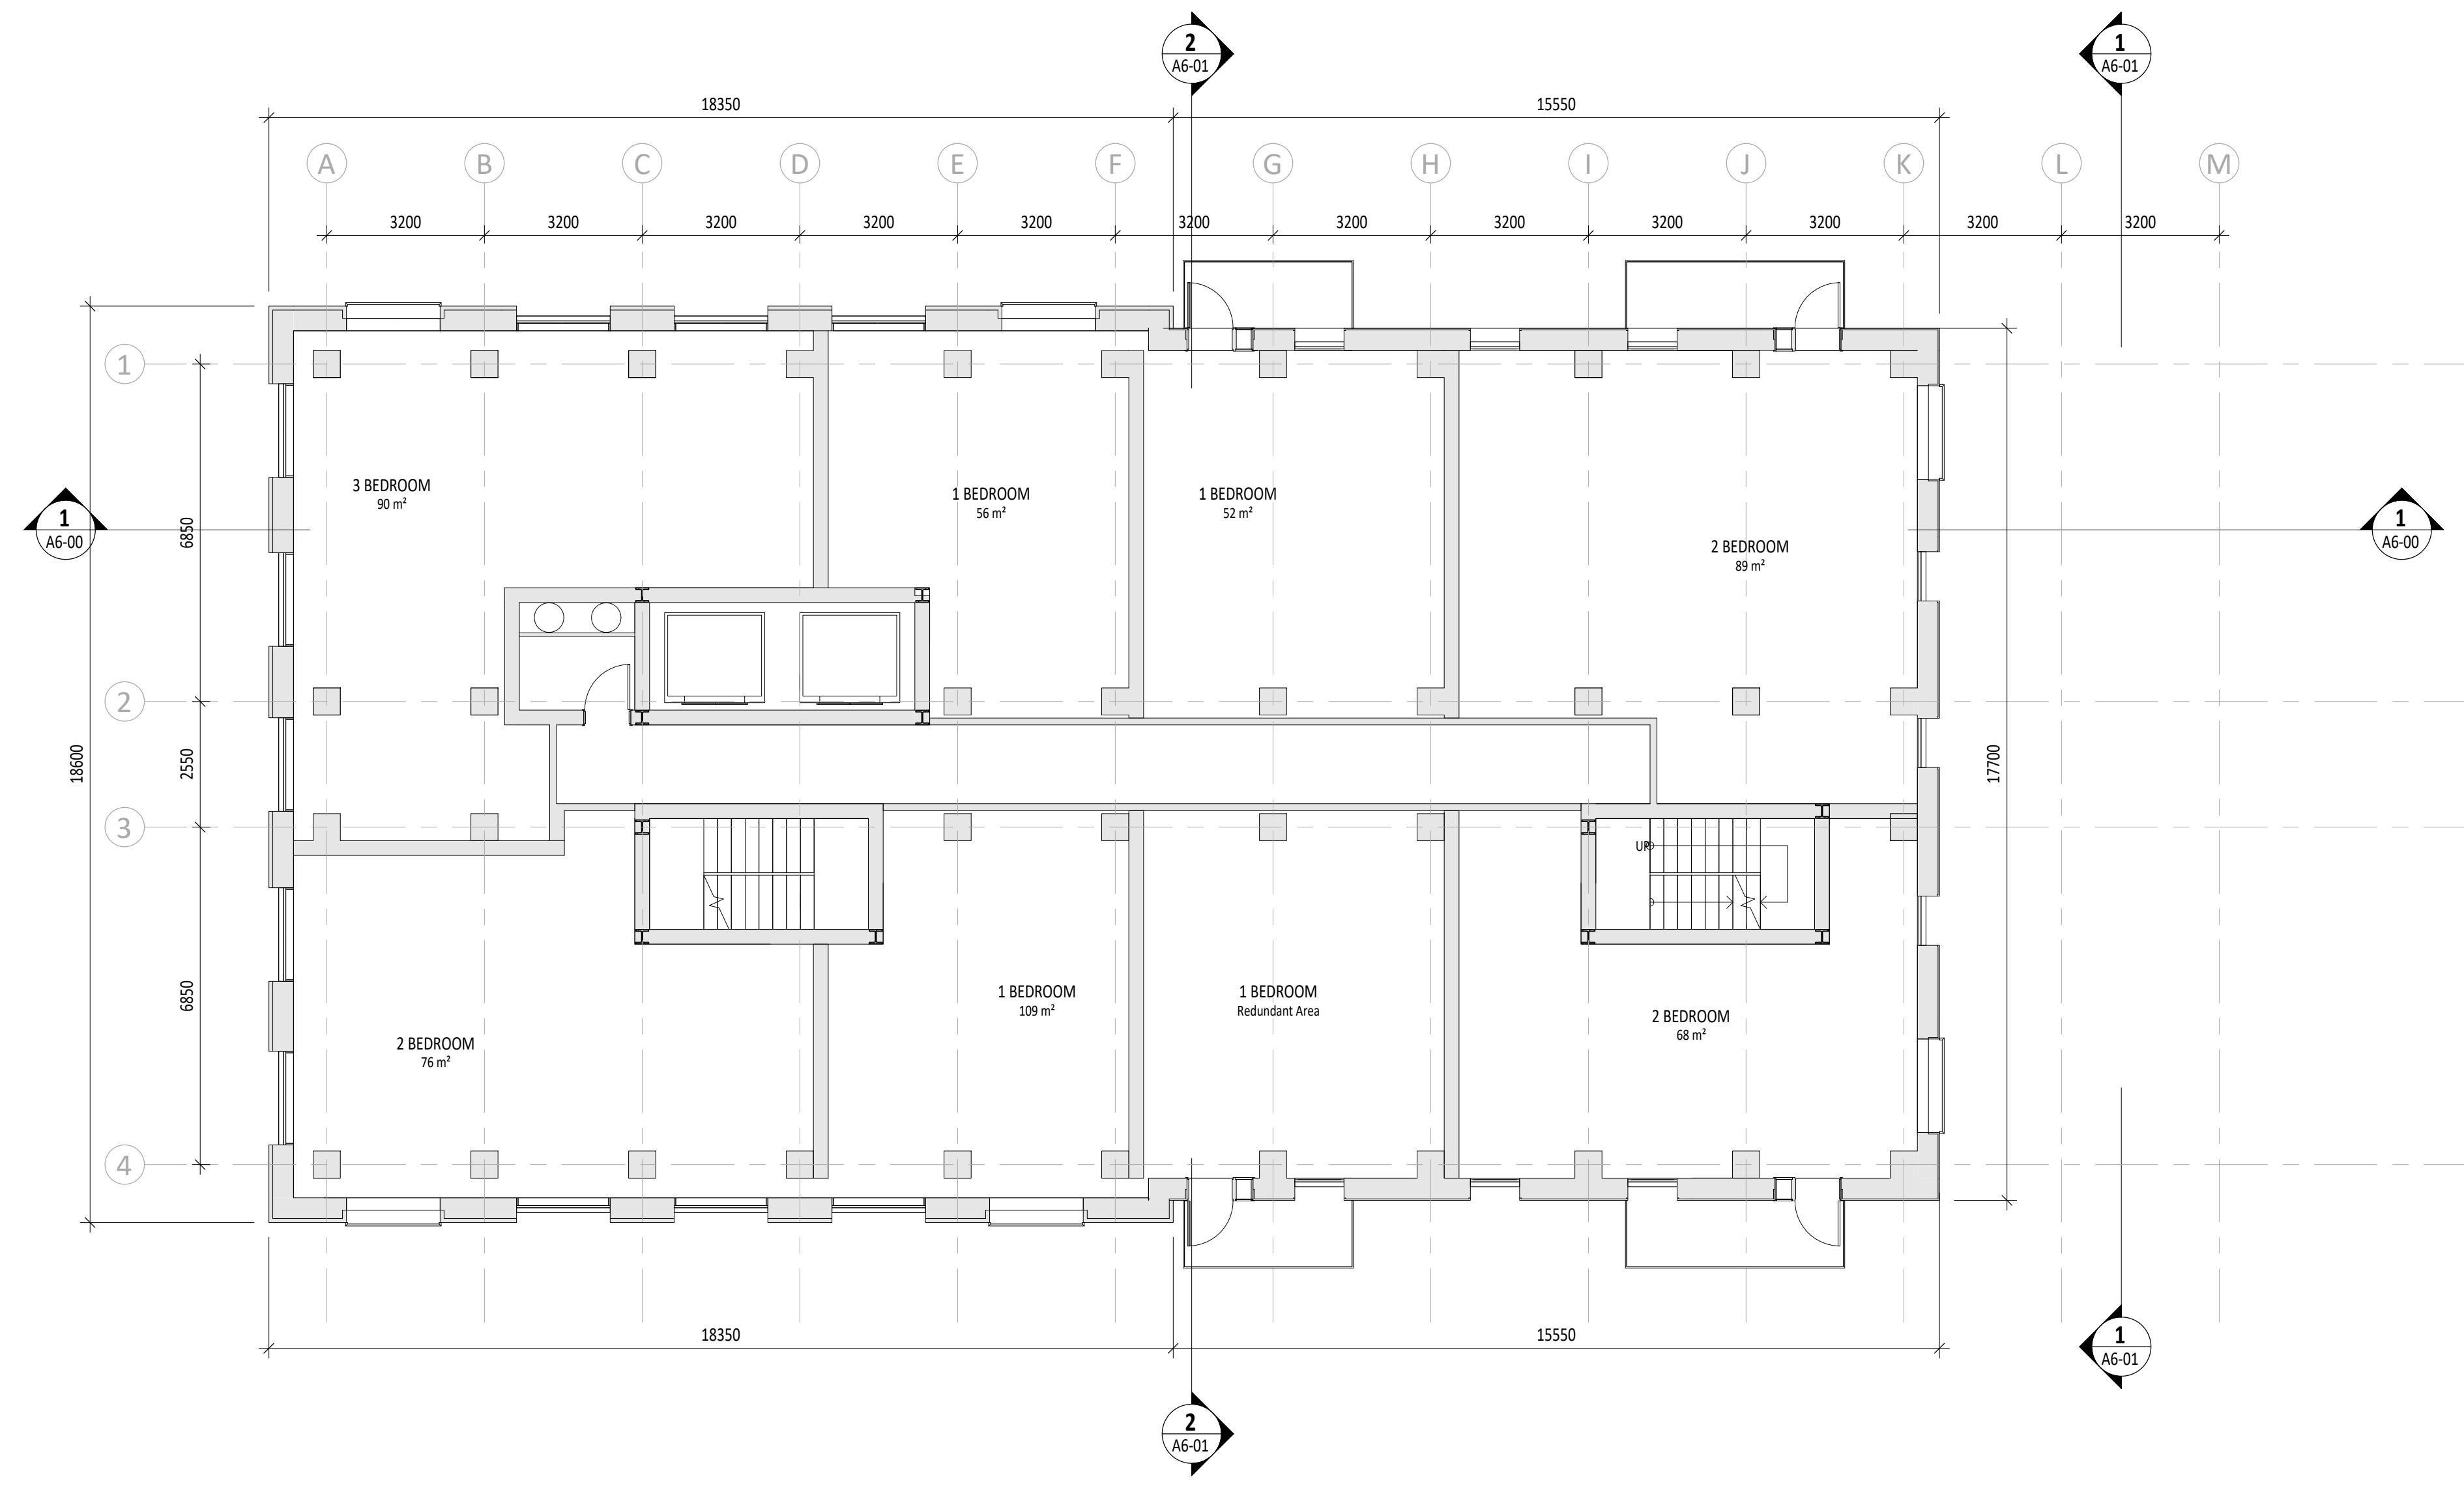 2
A6-01
1
A6-01
18350
15550
A
B
C
D
E
F
G
H
I
J
K
L
M
3200
3200
3200
3200
3200
3200
3200
3200
3200
3200
3200
3200
1
3 BEDROOM
90 m²
1 BEDROOM
56 m²
1 BEDROOM
52 m²
2 BEDROOM
89 m²
1
A6-00
6850
1
A6-00
2
18600
2550
17700
3
UP
6850
1 BEDROOM
109 m²
1 BEDROOM
Redundant Area
2 BEDROOM
68 m²
2 BEDROOM
76 m²
4
18350
15550
1
A6-01
2
A6-01